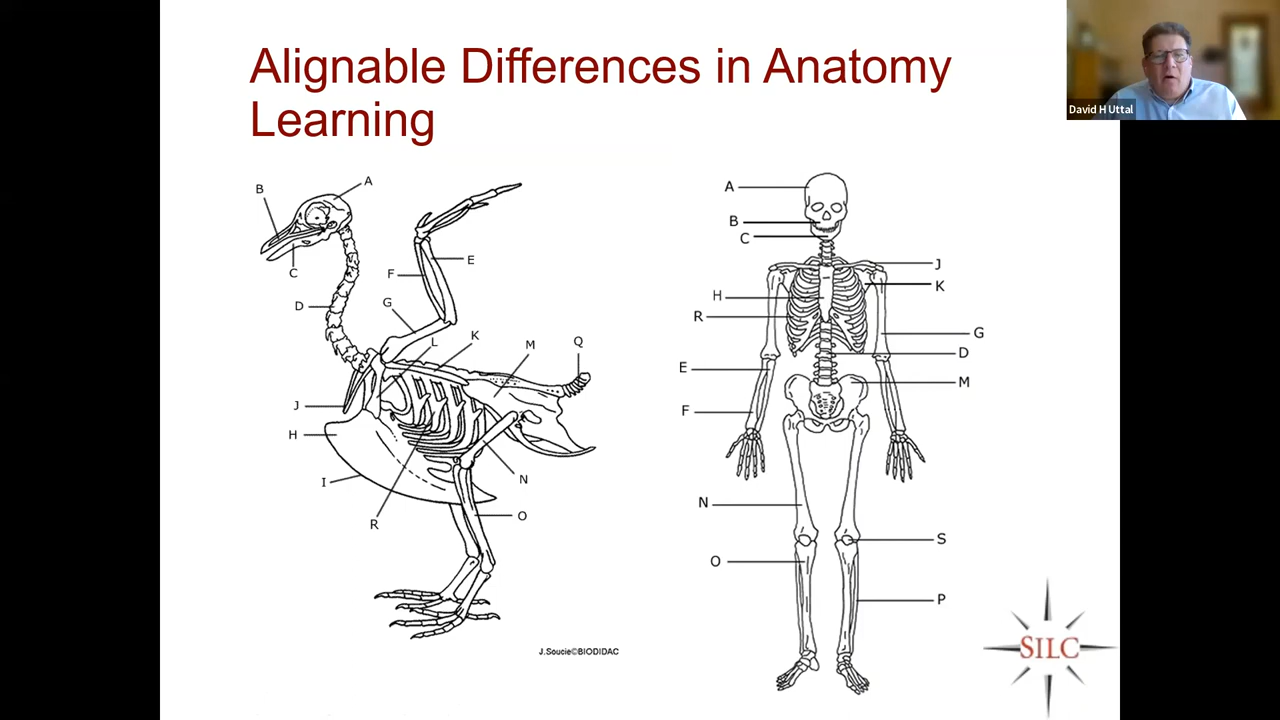 Alignable Differences in Anatomy
Learning
David H Uttal
A
B
C
D
E
F
G
L
K
M
Q
J
H
I
R
N
O
J.Soucie©BIODIDAC
A
B
C
J
K
H
R
G
D
E
M
F
N
S
O
P
SILC